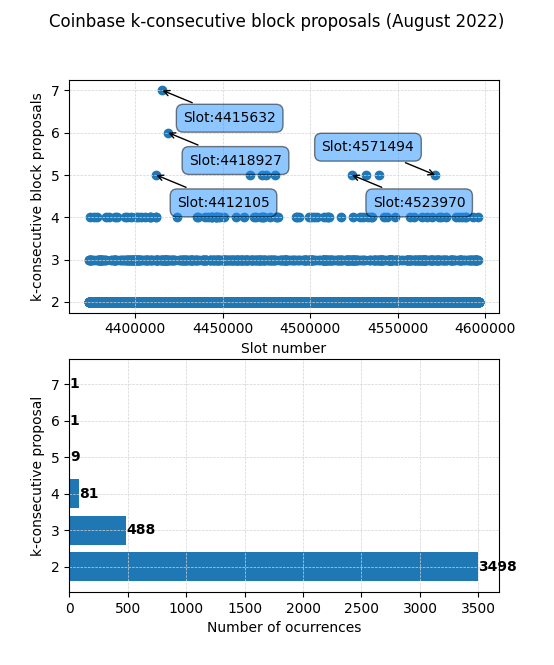 Coinbase k-consecutive block proposals (August 2022)
k-consecutive block proposals
7
6
5
4
3
2
Slot:4415632
Slot:4418927
Slot:4571494
Slot:4412105
Slot:4523970
4400000 4450000 4500000 4550000 4600000
Slot number
k-consecutive proposal
7 1
6 1
5 9
4 81
3 488
2 3498
0 500 1000 1500 2000 2500 3000 3500
Number of ocurrences